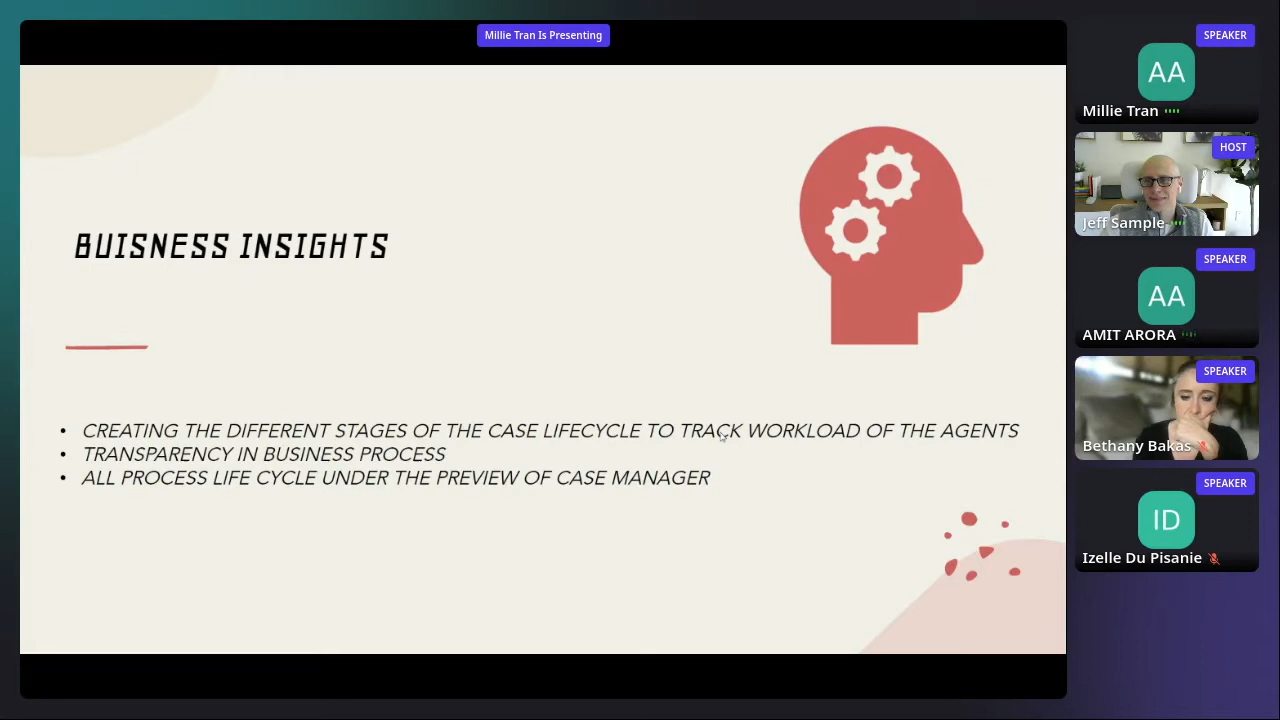 Millie Tran Is Presenting
BUISNESS INSIGHTS
• CREATING THE DIFFERENT STAGES OF THE CASE LIFECYCLE TO TRACK WORKLOAD OF THE AGENTS
• TRANSPARENCY IN BUSINESS PROCESS
• ALL PROCESS LIFE CYCLE UNDER THE PREVIEW OF CASE MANAGER
SPEAKER
AA
Millie Tran
HOST
Jeff Sample
SPEAKER
AA
AMIT ARORA
SPEAKER
Bethany Bakas
SPEAKER
ID
Izelle Du Pisanie